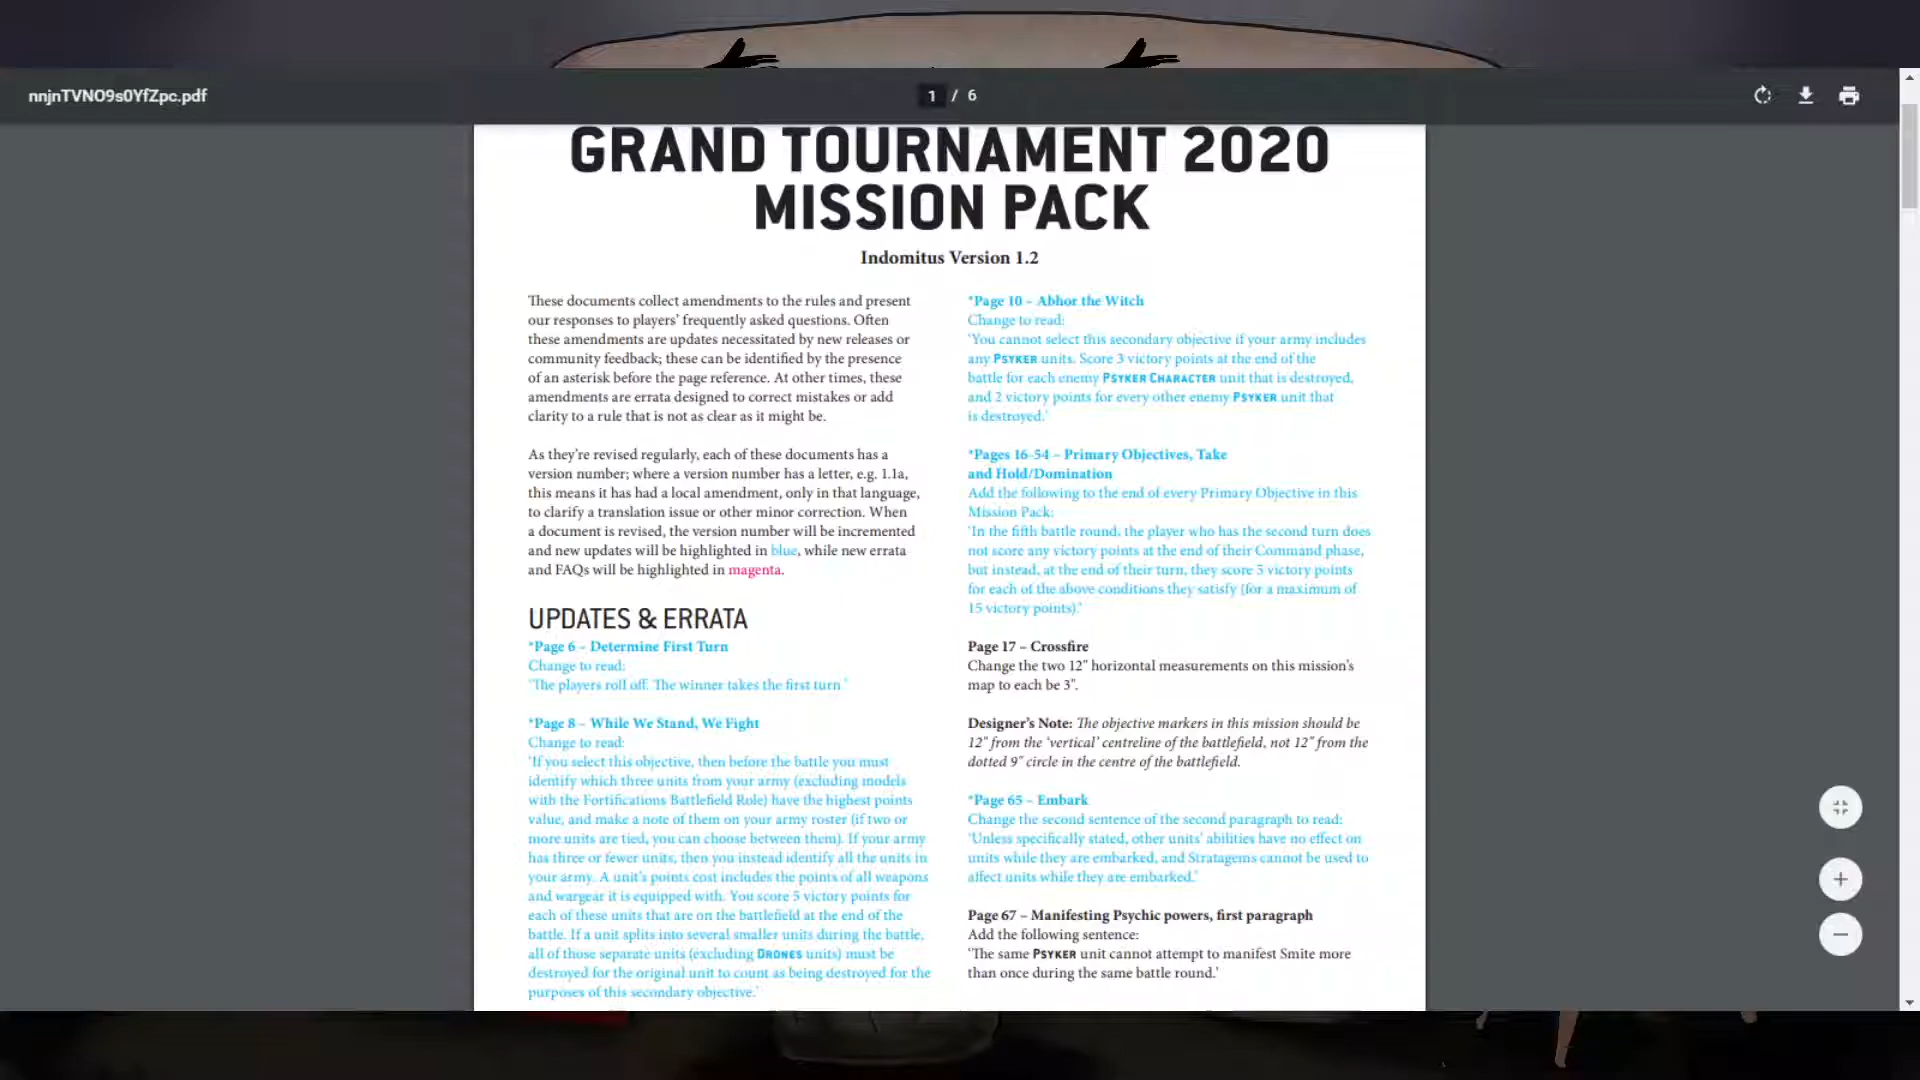 nnjnTVNO9s0YfZpc.pdf
1 / 6
GRAND TOURNAMENT 2020
MISSION PACK
Indomitus Version 1.2
These documents collect amendments to the rules and present
our responses to players’ frequently asked questions. Often
these amendments are updates necessitated by new releases or
community feedback; these can be identified by the presence
of an asterisk before the page reference. At other times, these
amendments are errata designed to correct mistakes or add
clarity to a rule that is not as clear as it might be.
As they’re revised regularly, each of these documents has a
version number; where a version number has a letter, e.g. 1.1a,
this means it has had a local amendment, only in that language,
to clarify a translation issue or other minor correction. When
a document is revised, the version number will be incremented
and new updates will be highlighted in blue, while new errata
and FAQs will be highlighted in magenta.
UPDATES & ERRATA
*Page 6 – Determine First Turn
Change to read:
‘The players roll off. The winner takes the first turn.’
*Page 8 – While We Stand, We Fight
Change to read:
‘If you select this objective, then before the battle you must
identify which three units from your army (excluding models
with the Fortifications Battlefield Role) have the highest points
value, and make a note of them on your army roster (if two or
more units are tied, you can choose between them). If your army
has three or fewer units, then you instead identify all the units in
your army. A unit’s points cost includes the points of all weapons
and wargear it is equipped with. You score 5 victory points for
each of these units that are on the battlefield at the end of the
battle. If a unit splits into several smaller units during the battle,
all of those separate units (excluding DRONES units) must be
destroyed for the original unit to count as being destroyed for the
purposes of this secondary objective.’
*Page 10 – Abhor the Witch
Change to read:
‘You cannot select this secondary objective if your army includes
any PSYKER units. Score 3 victory points at the end of the
battle for each enemy PSYKER CHARACTER unit that is destroyed,
and 2 victory points for every other enemy PSYKER unit that
is destroyed.’
*Pages 16-54 – Primary Objectives, Take
and Hold/Domination
Add the following to the end of every Primary Objective in this
Mission Pack:
‘In the fifth battle round, the player who has the second turn does
not score any victory points at the end of their Command phase,
but instead, at the end of their turn, they score 5 victory points
for each of the above conditions they satisfy (for a maximum of
15 victory points).’
Page 17 – Crossfire
Change the two 12" horizontal measurements on this mission’s
map to each be 3".
Designer’s Note: The objective markers in this mission should be
12" from the ‘vertical’ centreline of the battlefield, not 12" from the
dotted 9" circle in the centre of the battlefield.
*Page 65 – Embark
Change the second sentence of the second paragraph to read:
‘Unless specifically stated, other units’ abilities have no effect on
units while they are embarked, and Stratagems cannot be used to
affect units while they are embarked.’
Page 67 – Manifesting Psychic powers, first paragraph
Add the following sentence:
‘The same PSYKER unit cannot attempt to manifest Smite more
than once during the same battle round.’